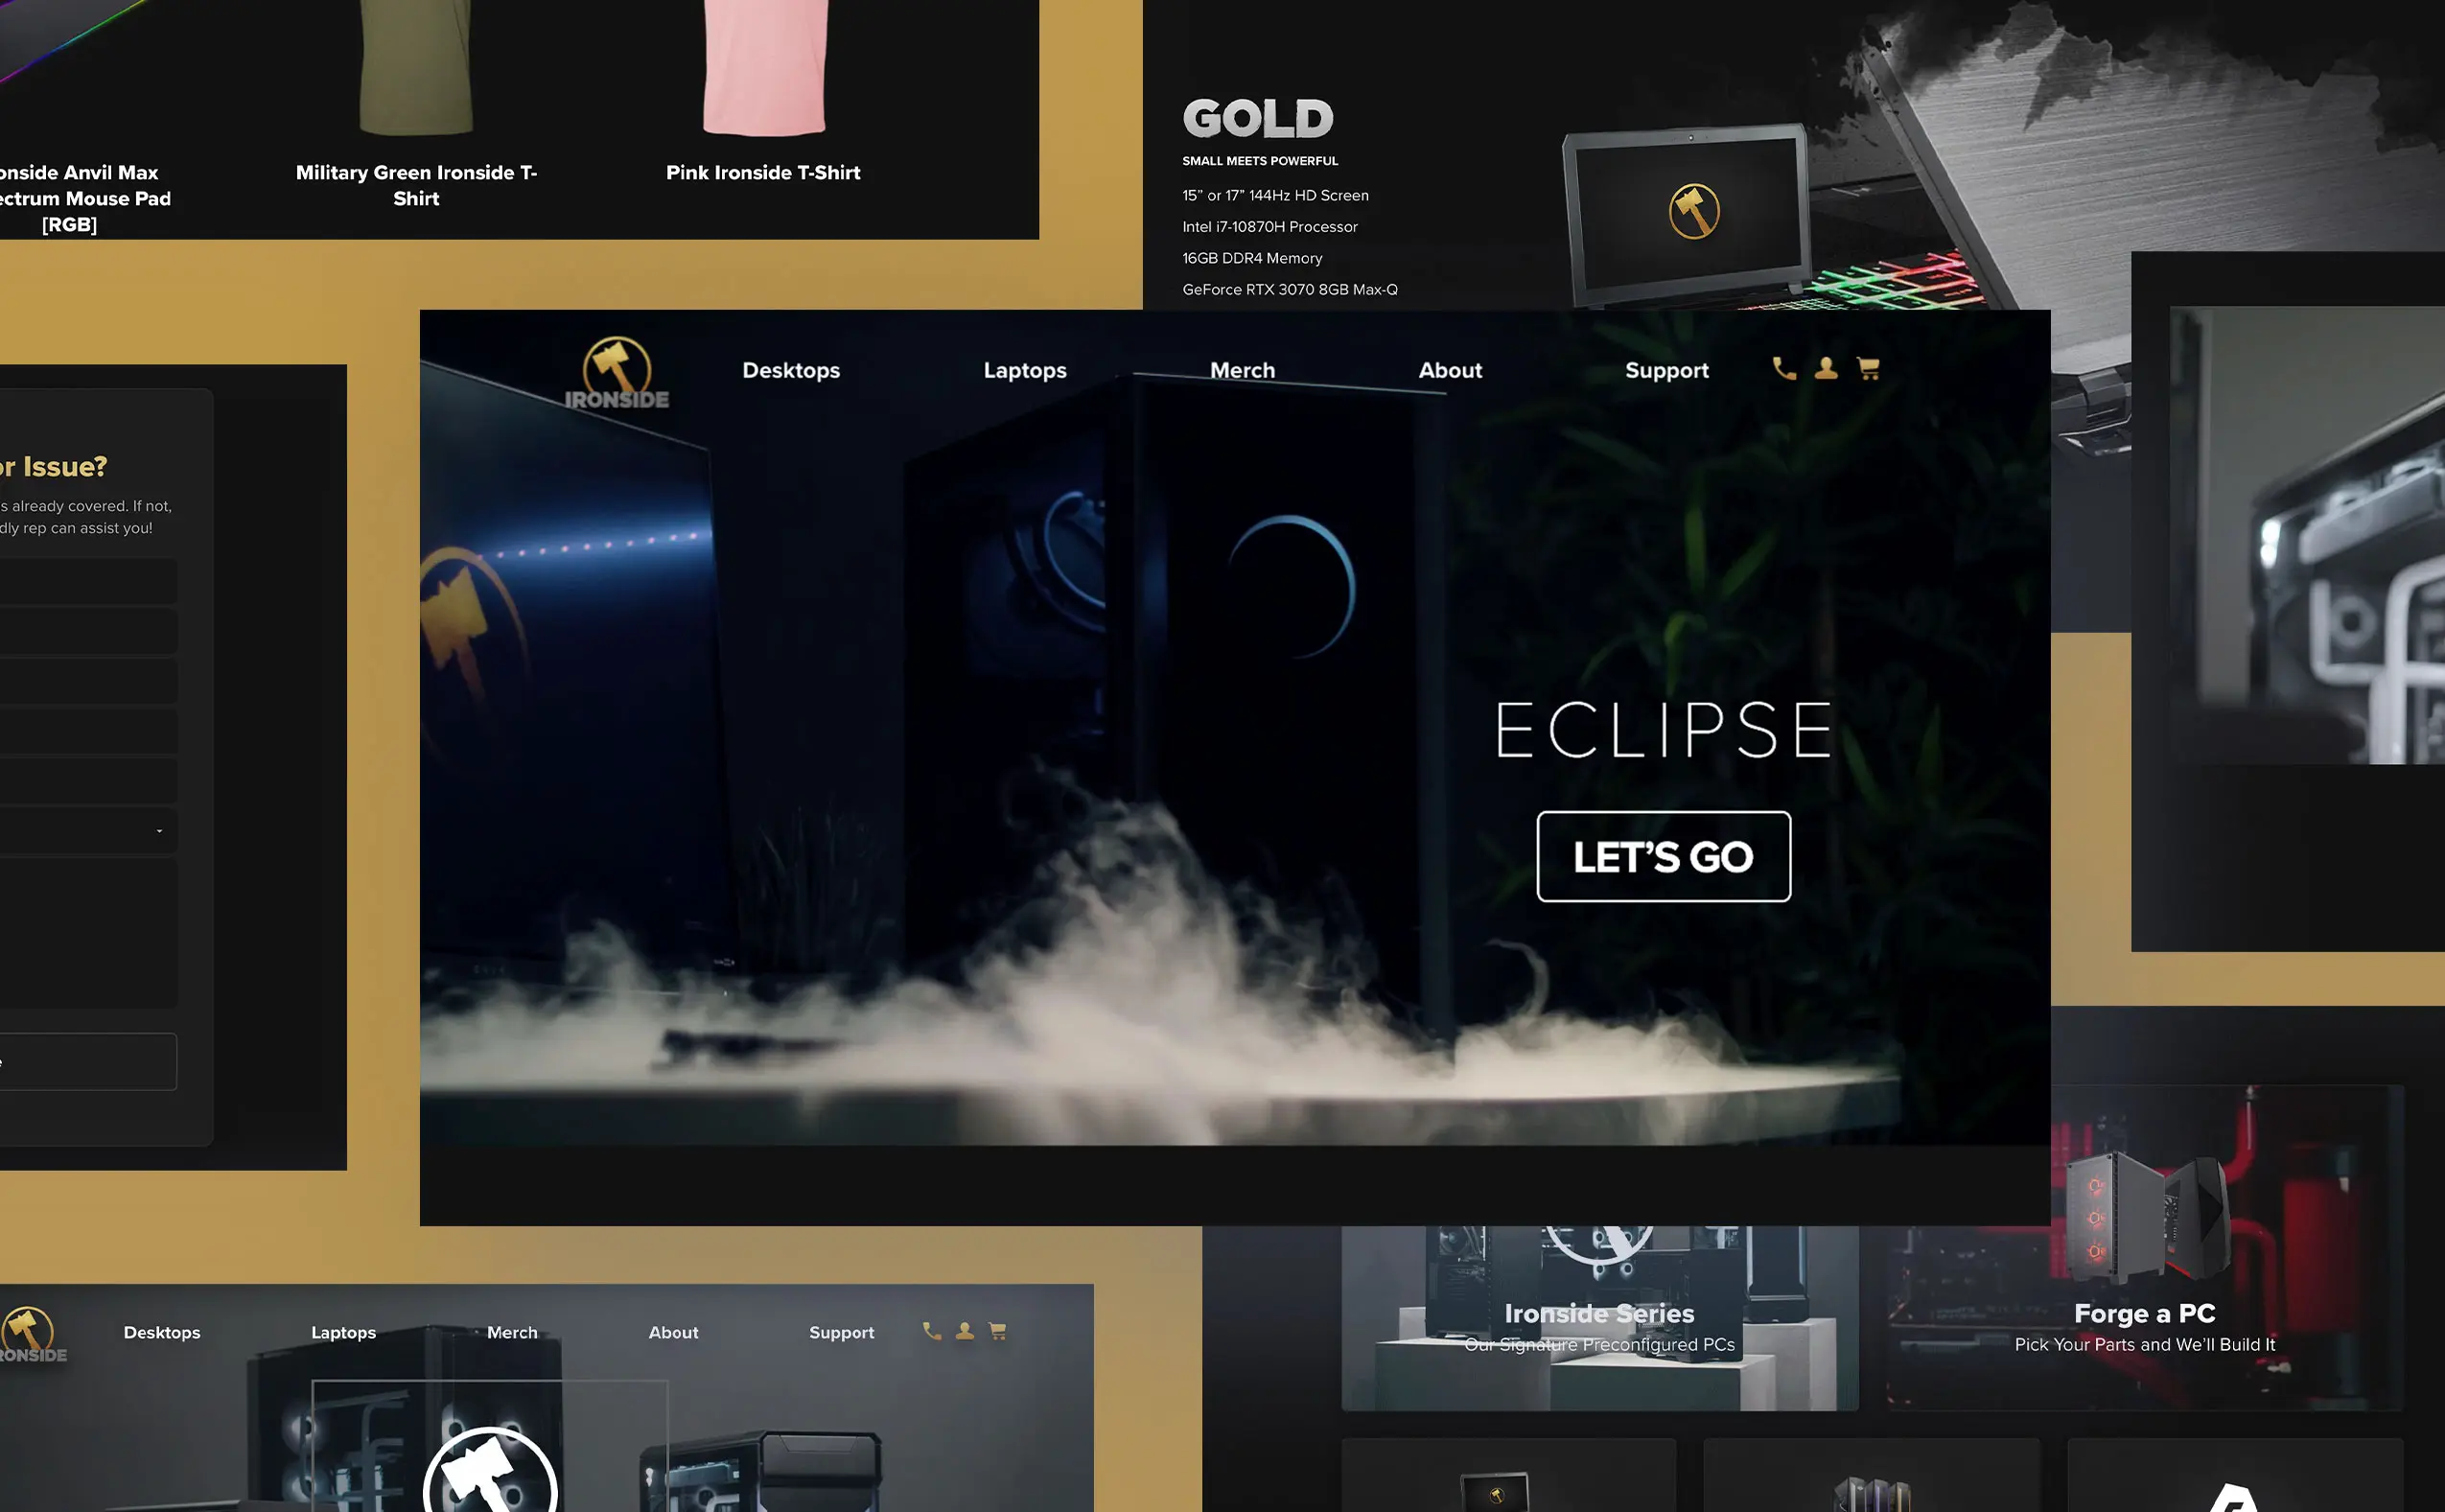 onside Anvil Max
ectrum Mouse Pad
[RGB]
Military Green Ironside T-
Shirt
Pink Ironside T-Shirt
GOLD
SMALL MEETS POWERFUL
15” or 17” 144Hz HD Screen
Intel i7-10870H Processor
16GB DDR4 Memory
GeForce RTX 3070 8GB Max-Q
IRONSIDE
Desktops
Laptops
Merch
About
Support
or Issue?
s already covered. If not,
dly rep can assist you!
ECLIPSE
LET’S GO
Ironside Series
Our Signature Preconfigured PCs
Forge a PC
Pick Your Parts and We’ll Build It
RONSIDE
Desktops
Laptops
Merch
About
Support